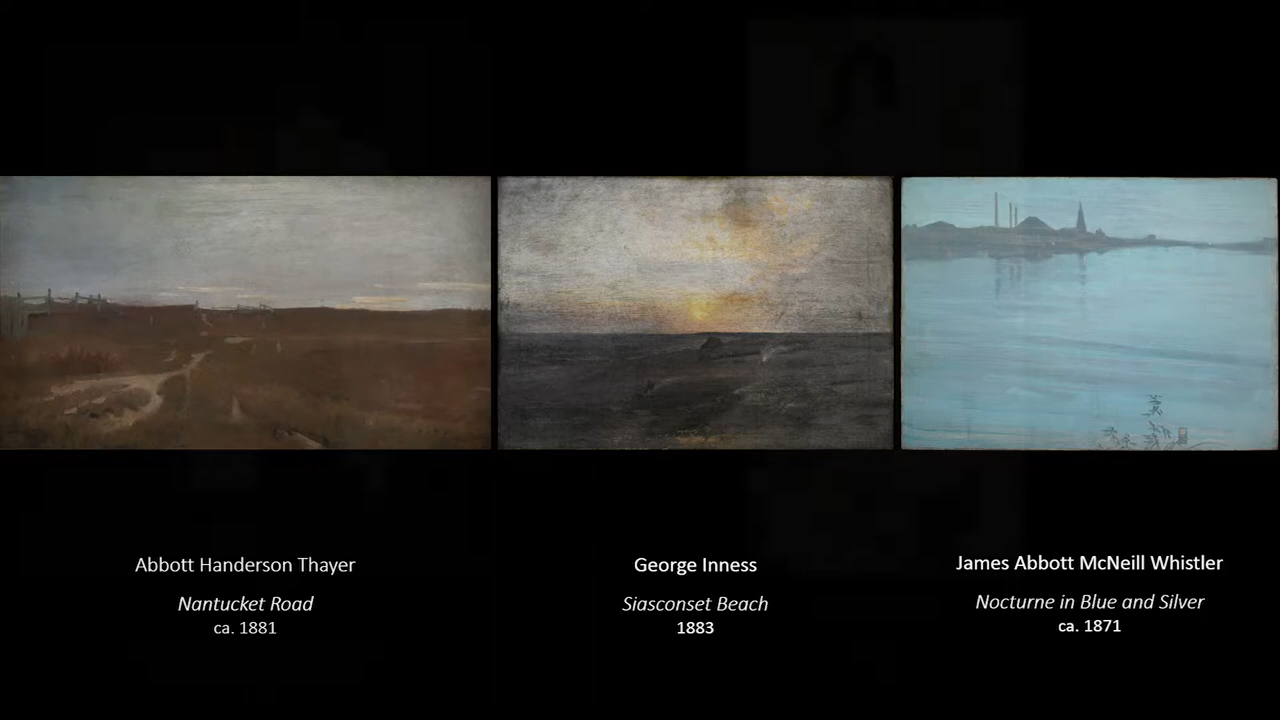 Abbott Handerson Thayer
Nantucket Road
ca. 1881
George Inness
Siasconset Beach
1883
James Abbott McNeill Whistler
Nocturne in Blue and Silver
ca. 1871